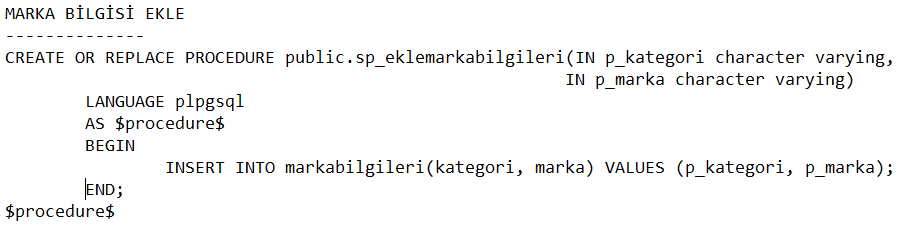 MARKA BİLGİSİ EKLE
--------------
CREATE OR REPLACE PROCEDURE public.sp_eklemarkabilgileri(IN p_kategori character varying,
IN p_marka character varying)
LANGUAGE plpgsql
AS $procedure$
BEGIN
INSERT INTO markabilgileri(kategori, marka) VALUES (p_kategori, p_marka);
END;
$procedure$